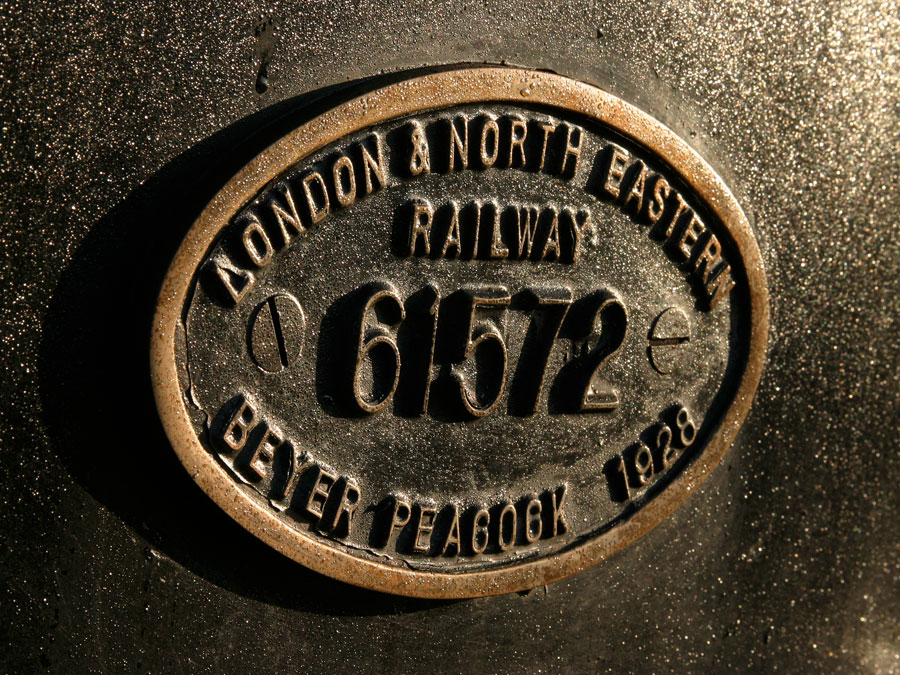 LONDON & NORTH EASTERN
RAILWAY
61572
BEYER PEACOCK 1928